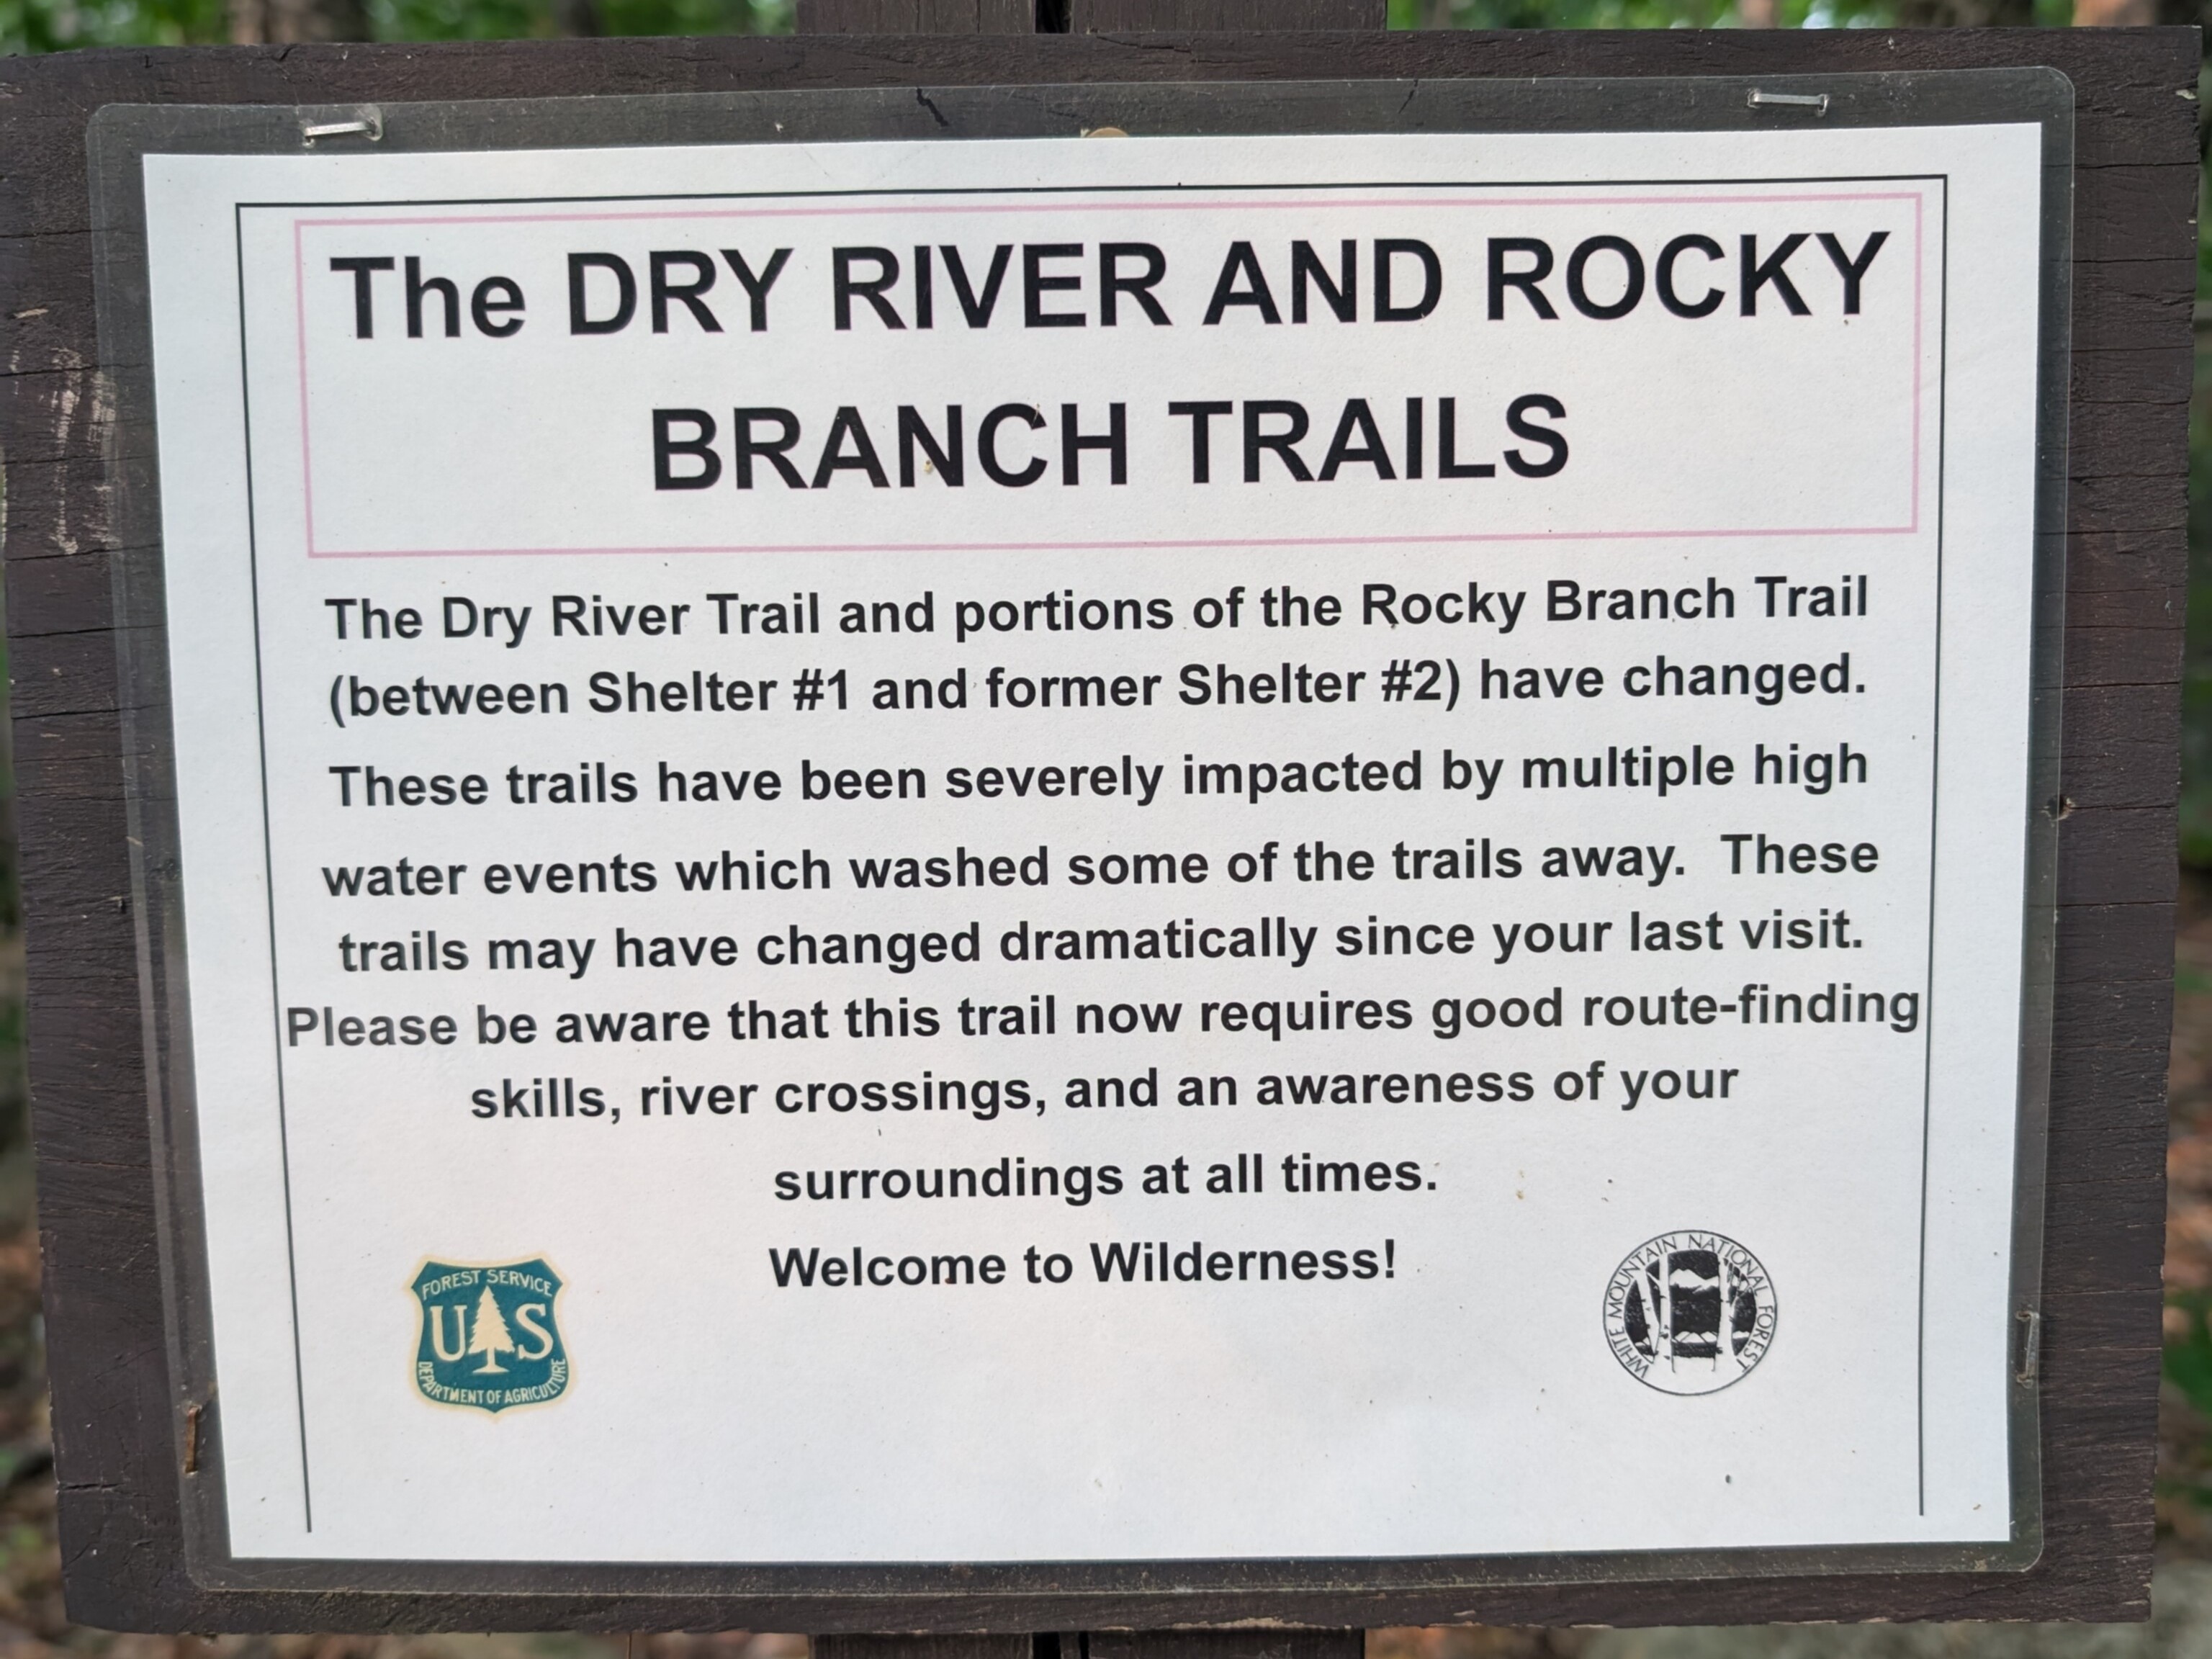 The DRY RIVER AND ROCKY
BRANCH TRAILS
The Dry River Trail and portions of the Rocky Branch Trail
(between Shelter #1 and former Shelter #2) have changed.
These trails have been severely impacted by multiple high
water events which washed some of the trails away.  These
trails may have changed dramatically since your last visit.
Please be aware that this trail now requires good route-finding
skills, river crossings, and an awareness of your
surroundings at all times.
Welcome to Wilderness!
FOREST SERVICE
U S
DEPARTMENT OF AGRICULTURE
WHITE MOUNTAIN NATIONAL FOREST